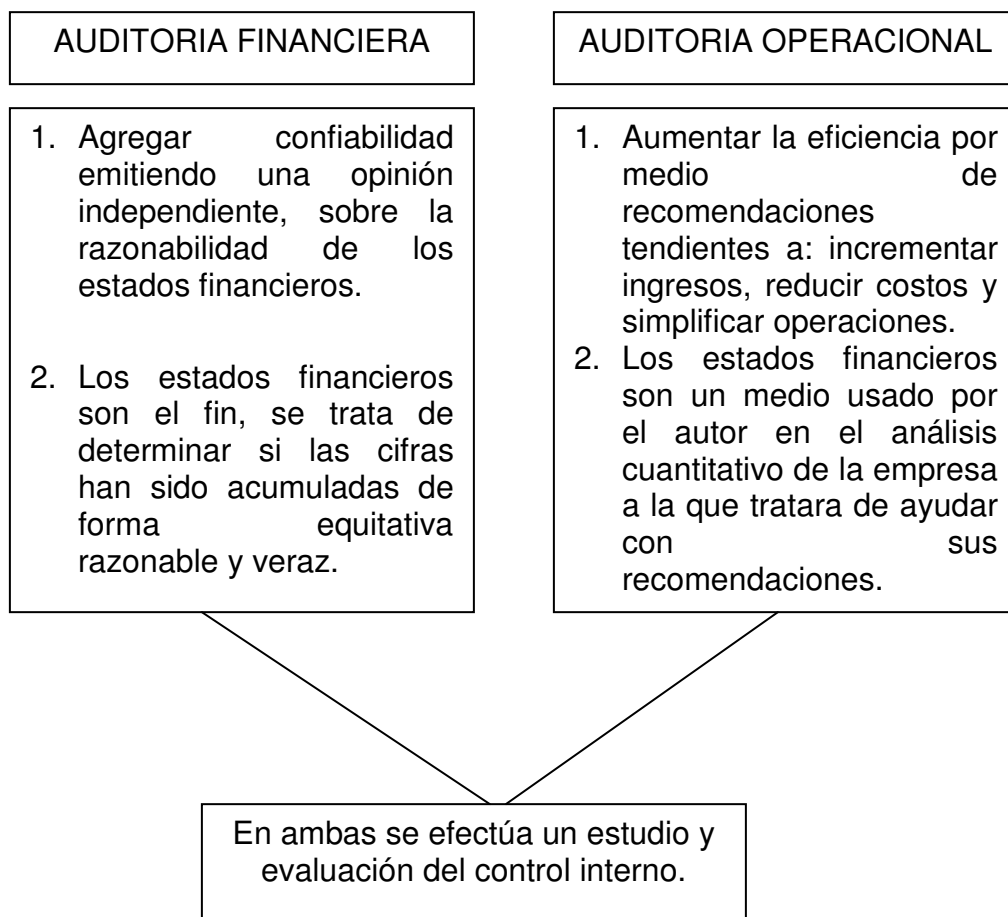 AUDITORIA FINANCIERA
1. Agregar confiabilidad
emitiendo una opinión
independiente, sobre la
razonabilidad de los
estados financieros.
2. Los estados financieros
son el fin, se trata de
determinar si las cifras
han sido acumuladas de
forma equitativa
razonable y veraz.
AUDITORIA OPERACIONAL
1. Aumentar la eficiencia por
medio de
recomendaciones
tendientes a: incrementar
ingresos, reducir costos y
simplificar operaciones.
2. Los estados financieros
son un medio usado por
el autor en el análisis
cuantitativo de la empresa
a la que tratara de ayudar
con sus
recomendaciones.
En ambas se efectúa un estudio y
evaluación del control interno.